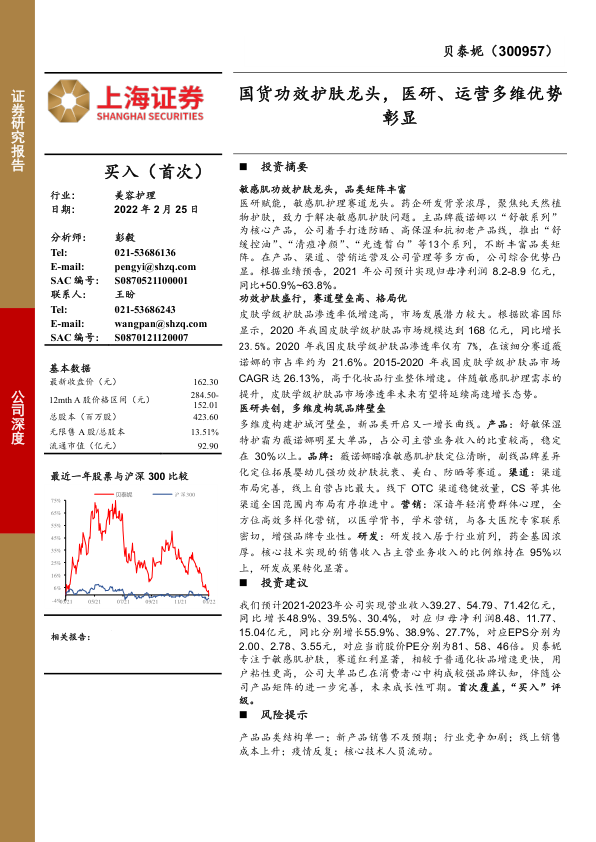 贝泰妮（300957）
证券研究报告
公司深度
上海证券
SHANGHAI SECURITIES
买入（首次）
行业： 美容护理
日期： 2022年2月25日
分析师： 彭毅
Tel: 021-53686136
E-mail: pengyi@shzq.com
SAC编号： S0870521100001
联系人： 王盼
Tel: 021-53686243
E-mail: wangpan@shzq.com
SAC编号： S0870121120007
基本数据
最新收盘价（元） 162.30
12mth A股价格区间（元） 284.50-152.01
总股本（百万股） 423.60
无限售A股/总股本 13.51%
流通市值（亿元） 92.90
最近一年股票与沪深300比较
贝泰妮 沪深300
75%
65%
55%
45%
35%
25%
16%
6%
-4%
03/21 05/21 07/21 09/21 11/21 01/22
相关报告：
国货功效护肤龙头，医研、运营多维优势
彰显
■ 投资摘要
敏感肌功效护肤龙头，品类矩阵丰富
医研赋能，敏感肌护理赛道龙头。药企研发背景浓厚，聚焦纯天然植
物护肤，致力于解决敏感肌护肤问题。主品牌薇诺娜以“舒敏系列”
为核心产品，公司着手打造防晒、高保湿和抗初老产品线，推出“舒
缓控油”、“清痘净颜”、“光透皙白”等13个系列，不断丰富品类矩
阵。在产品、渠道、营销运营及公司管理等多方面，公司综合优势凸
显。根据业绩预告，2021 年公司预计实现归母净利润 8.2-8.9 亿元，
同比+50.9%~63.8%。
功效护肤盛行，赛道壁垒高、格局优
皮肤学级护肤品渗透率低增速高，市场发展潜力较大。根据欧睿国际
显示，2020 年我国皮肤学级护肤品市场规模达到 168 亿元，同比增长
23.5%。2020 年我国皮肤学级护肤品渗透率仅有 7%，在该细分赛道薇
诺娜的市占率约为 21.6%。2015-2020 年我国皮肤学级护肤品市场
CAGR达 26.13%，高于化妆品行业整体增速。伴随敏感肌护理需求的
提升，皮肤学级护肤品市场渗透率未来有望将延续高速增长态势。
医研共创，多维度构筑品牌壁垒
多维度构建护城河壁垒，新品类开启又一增长曲线。产品：舒敏保湿
特护霜为薇诺娜明星大单品，占公司主营业务收入的比重较高，稳定
在 30%以上。品牌：薇诺娜瞄准敏感肌护肤定位清晰，副线品牌差异
化定位拓展婴幼儿强功效护肤抗衰、美白、防晒等赛道。渠道：渠道
布局完善，线上自营占比最大。线下 OTC 渠道稳健放量，CS 等其他
渠道全国范围内布局有序推进中。营销：深谙年轻消费群体心理，全
方位高效多样化营销，以医学背书，学术营销，与各大医院专家联系
密切，增强品牌专业性。研发：研发投入居于行业前列，药企基因浓
厚。核心技术实现的销售收入占主营业务收入的比例维持在 95%以
上，研发成果转化显著。
■ 投资建议
我们预计2021-2023年公司实现营业收入39.27、54.79、71.42亿元，
同比增长48.9%、39.5%、30.4%，对应归母净利润8.48、11.77、
15.04亿元，同比分别增长55.9%、38.9%、27.7%，对应EPS分别为
2.00、2.78、3.55元，对应当前股价PE分别为81、58、46倍。贝泰妮
专注于敏感肌护肤，赛道红利显著，相较于普通化妆品增速更快，用
户粘性更高，公司大单品已在消费者心中构成较强品牌认知，伴随公
司产品矩阵的进一步完善，未来成长性可期。首次覆盖，“买入”评
级。
■ 风险提示
产品品类结构单一；新产品销售不及预期；行业竞争加剧；线上销售
成本上升；疫情反复；核心技术人员流动。